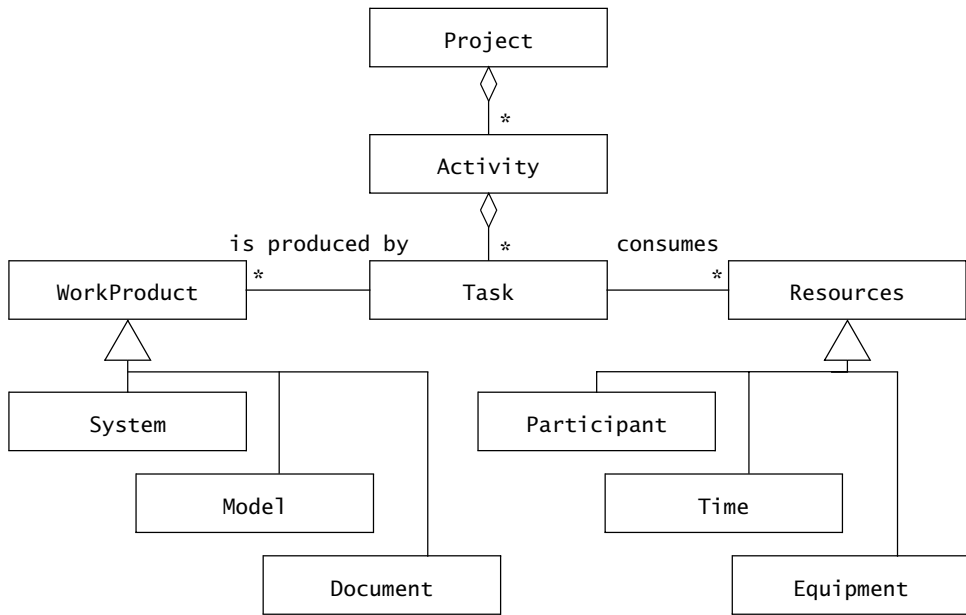 Project
*
Activity
is produced by
*
consumes
*
*
WorkProduct
Task
Resources
System
Participant
Model
Time
Document
Equipment